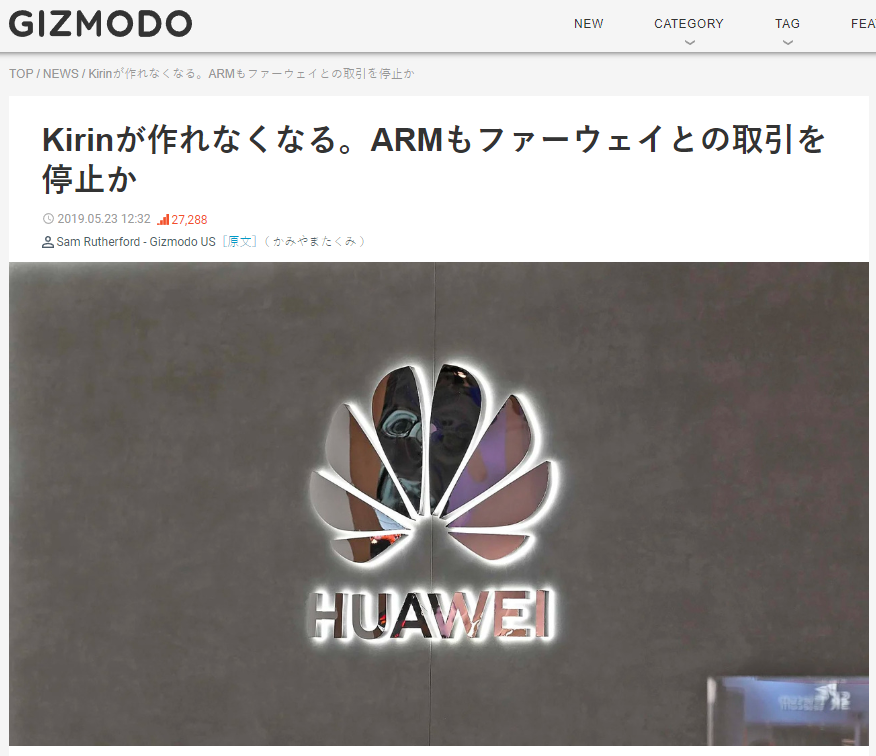 GIZMODO
NEW CATEGORY TAG FEA
TOP / NEWS / Kirinが作れなくなる。ARMもファーウェイとの取引を停止か
Kirinが作れなくなる。ARMもファーウェイとの取引を
停止か
2019.05.23 12:32 27,288
Sam Rutherford - Gizmodo US［原文］（かみやまたくみ）
HUAWEI